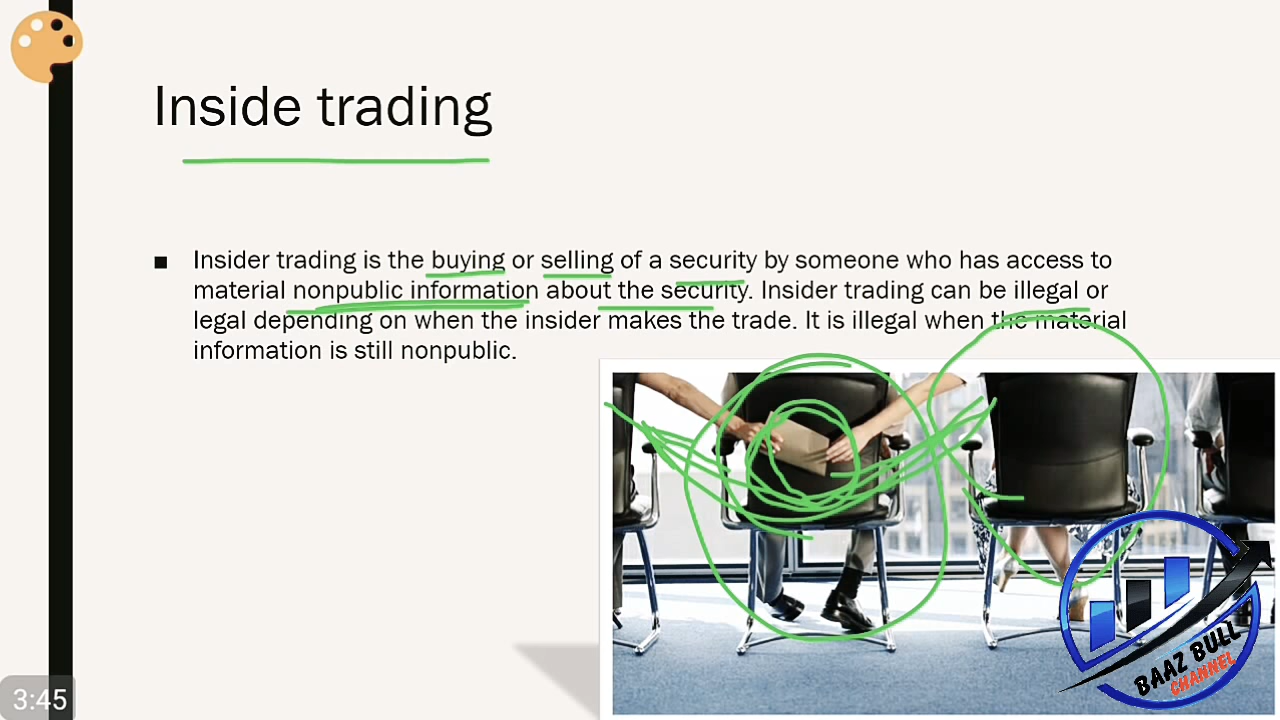 Inside trading
Insider trading is the buying or selling of a security by someone who has access to
material nonpublic information about the security. Insider trading can be illegal or
legal depending on when the insider makes the trade. It is illegal when the material
information is still nonpublic.
BAAZ BULL
CHANNEL
3:45